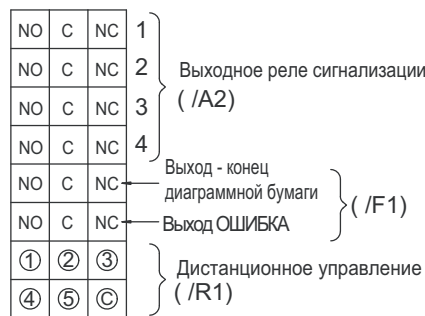 NO C NC 1
NO C NC 2
Выходное реле сигнализации
( /A2)
NO C NC 3
NO C NC 4
NO C NC
Выход - конец
диаграммной бумаги
( /F1)
NO C NC
Выход ОШИБКА
① ② ③
Дистанционное управление
( /R1)
④ ⑤ Ⓒ